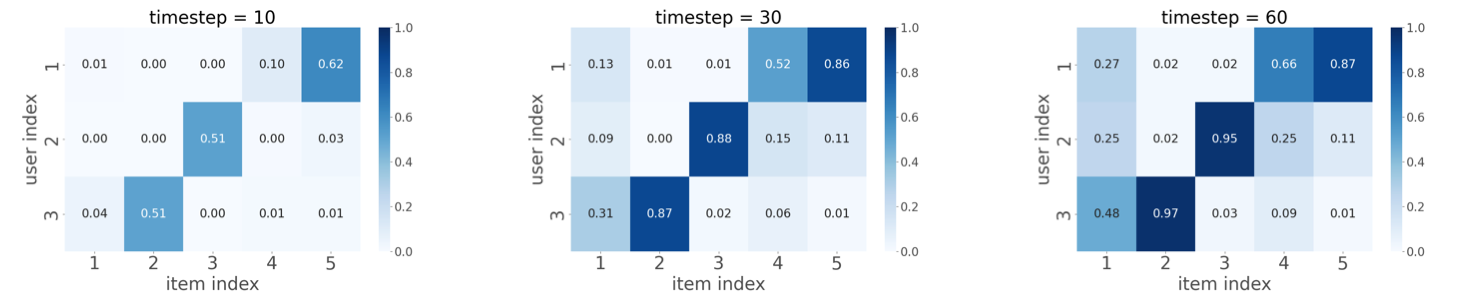 timestep = 10
1.0
1 0.01 0.00 0.00 0.10 0.62
0.8
0.6
user index
2 0.00 0.00 0.51 0.00 0.03
0.4
3 0.04 0.51 0.00 0.01 0.01
0.2
0.0
1 2 3 4 5
item index
timestep = 30
1.0
1 0.13 0.01 0.01 0.52 0.86
0.8
0.6
user index
2 0.09 0.00 0.88 0.15 0.11
0.4
3 0.31 0.87 0.02 0.06 0.01
0.2
0.0
1 2 3 4 5
item index
timestep = 60
1.0
1 0.27 0.02 0.02 0.66 0.87
0.8
0.6
user index
2 0.25 0.02 0.95 0.25 0.11
0.4
3 0.48 0.97 0.03 0.09 0.01
0.2
0.0
1 2 3 4 5
item index